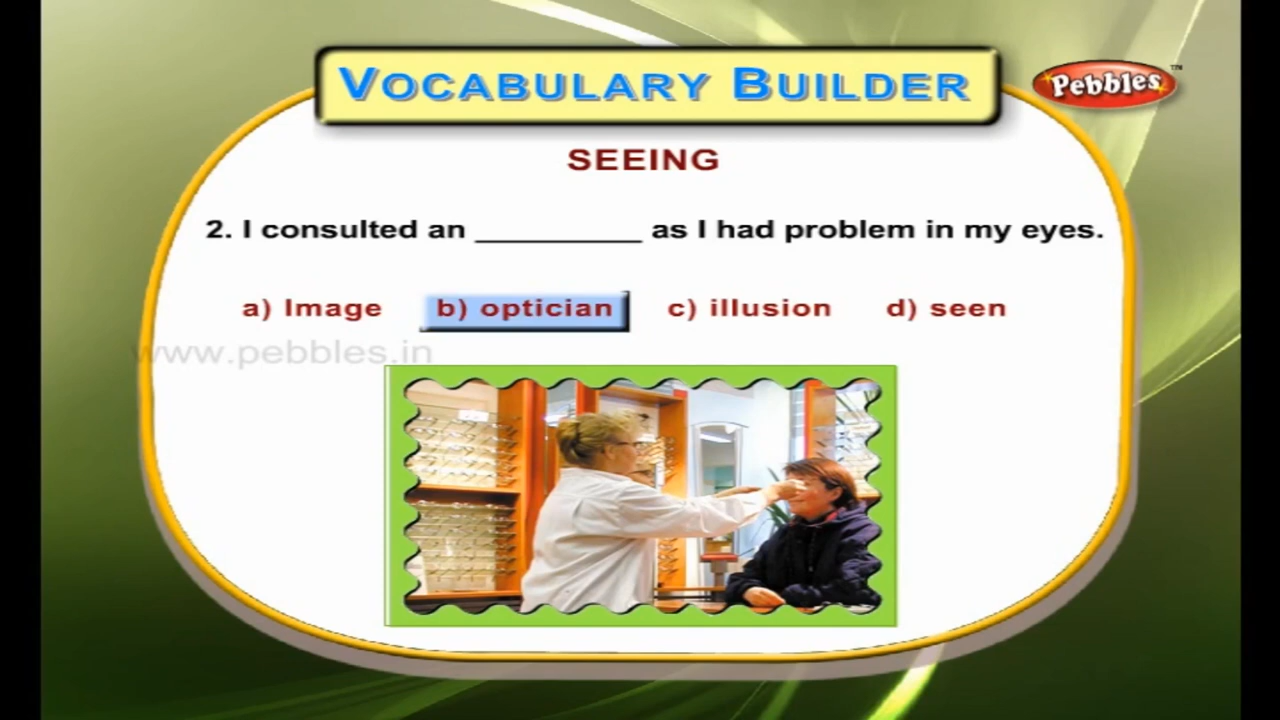 VOCABULARY BUILDER
Pebbles™
SEEING
2. I consulted an __________ as I had problem in my eyes.
a) Image b) optician c) illusion d) seen
www.pebbles.in